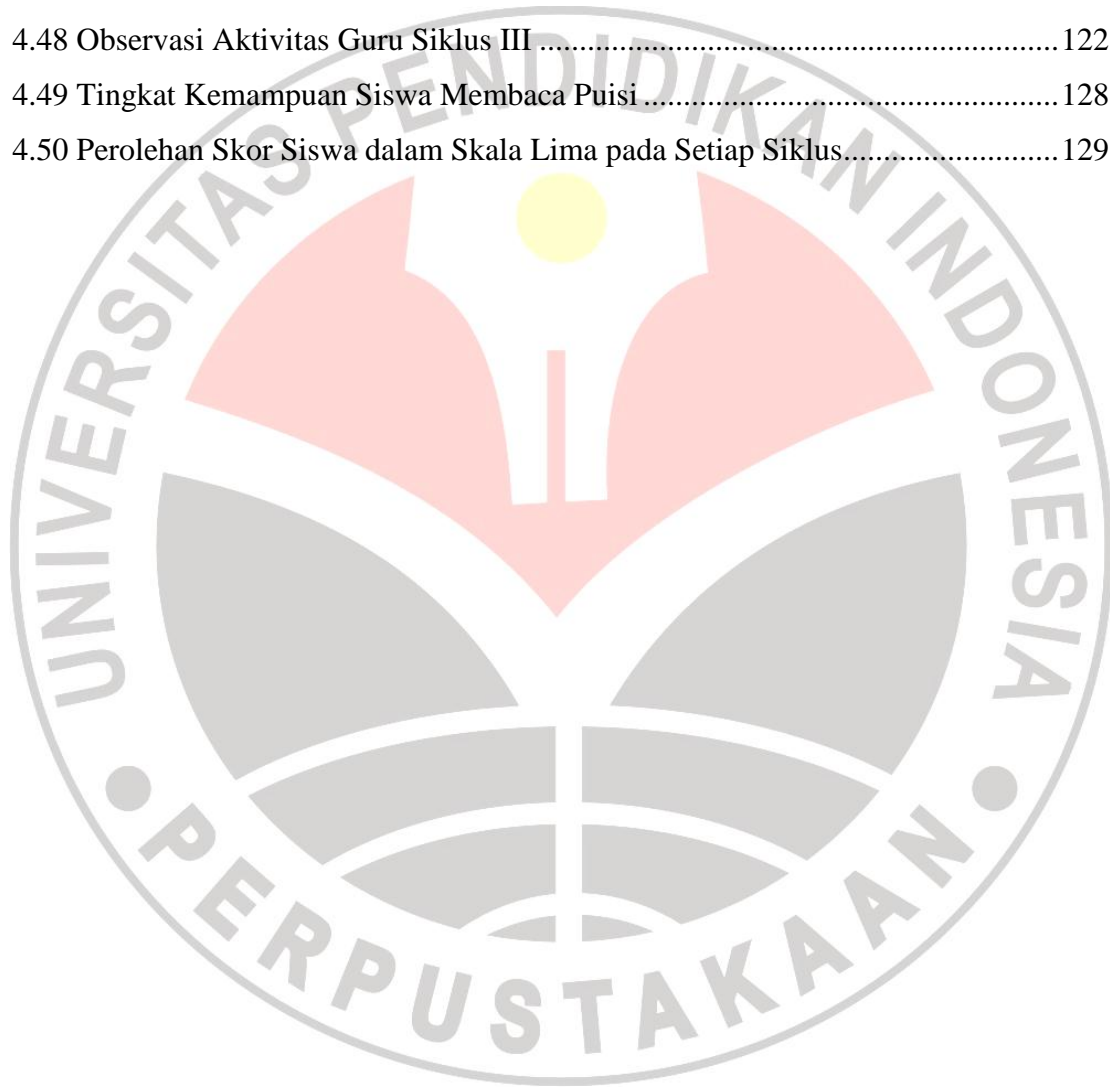 4.48 Observasi Aktivitas Guru Siklus III ................................................................. 122
4.49 Tingkat Kemampuan Siswa Membaca Puisi .................................................... 128
4.50 Perolehan Skor Siswa dalam Skala Lima pada Setiap Siklus........................... 129
UNIVERSITAS PENDIDIKAN INDONESIA
PERPUSTAKAAN